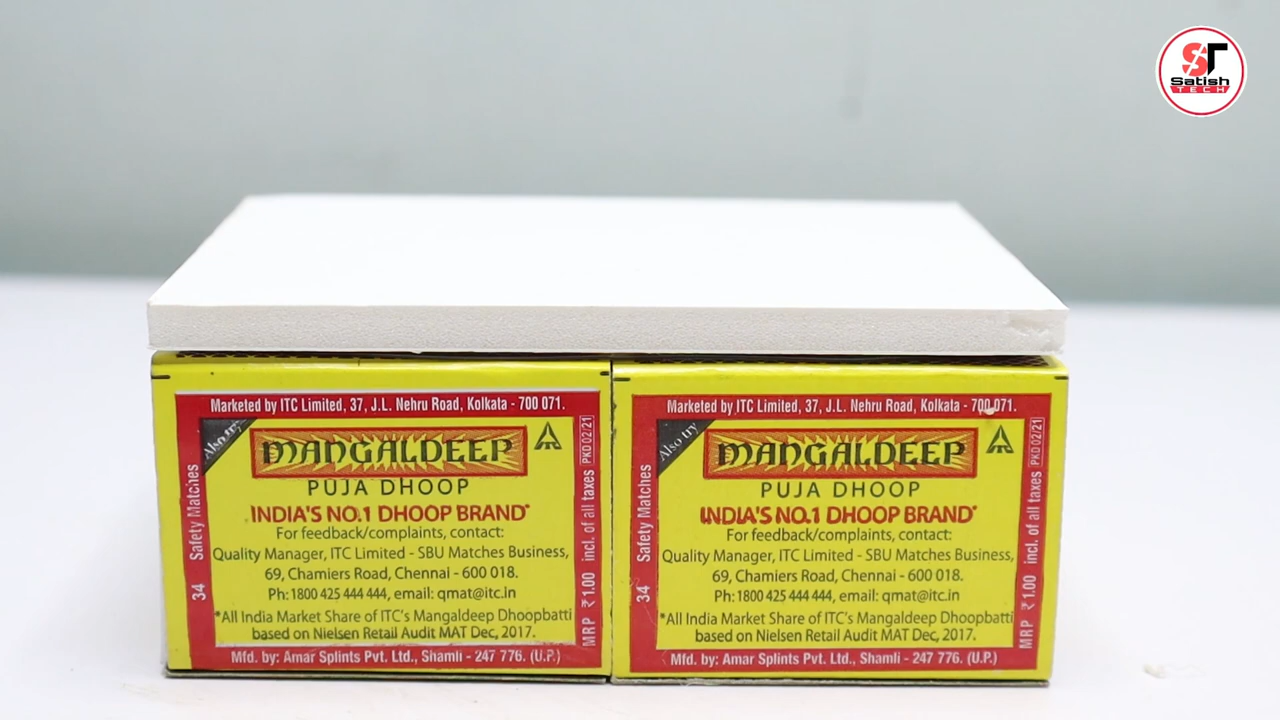 ST
Satish
TECH
Marketed by ITC Limited, 37, J.L. Nehru Road, Kolkata - 700 071.
Also try
MANGALDEEP
PUJA DHOOP
INDIA'S NO.1 DHOOP BRAND*
For feedback/complaints, contact:
Quality Manager, ITC Limited - SBU Matches Business,
69, Chamiers Road, Chennai - 600 018.
Ph: 1800 425 444 444, email: qmat@itc.in
*All India Market Share of ITC's Mangaldeep Dhoopbatti
based on Nielsen Retail Audit MAT Dec, 2017.
Mfd. by: Amar Splints Pvt. Ltd., Shamli - 247 776. (U.P.)
34 Safety Matches
MRP ₹ 1.00 incl. of all taxes PKD 02/21
Marketed by ITC Limited, 37, J.L. Nehru Road, Kolkata - 700 071.
Also try
MANGALDEEP
PUJA DHOOP
INDIA'S NO.1 DHOOP BRAND*
For feedback/complaints, contact:
Quality Manager, ITC Limited - SBU Matches Business,
69, Chamiers Road, Chennai - 600 018.
Ph: 1800 425 444 444, email: qmat@itc.in
*All India Market Share of ITC's Mangaldeep Dhoopbatti
based on Nielsen Retail Audit MAT Dec, 2017.
Mfd. by: Amar Splints Pvt. Ltd., Shamli - 247 776. (U.P.)
34 Safety Matches
MRP ₹ 1.00 incl. of all taxes PKD 02/21